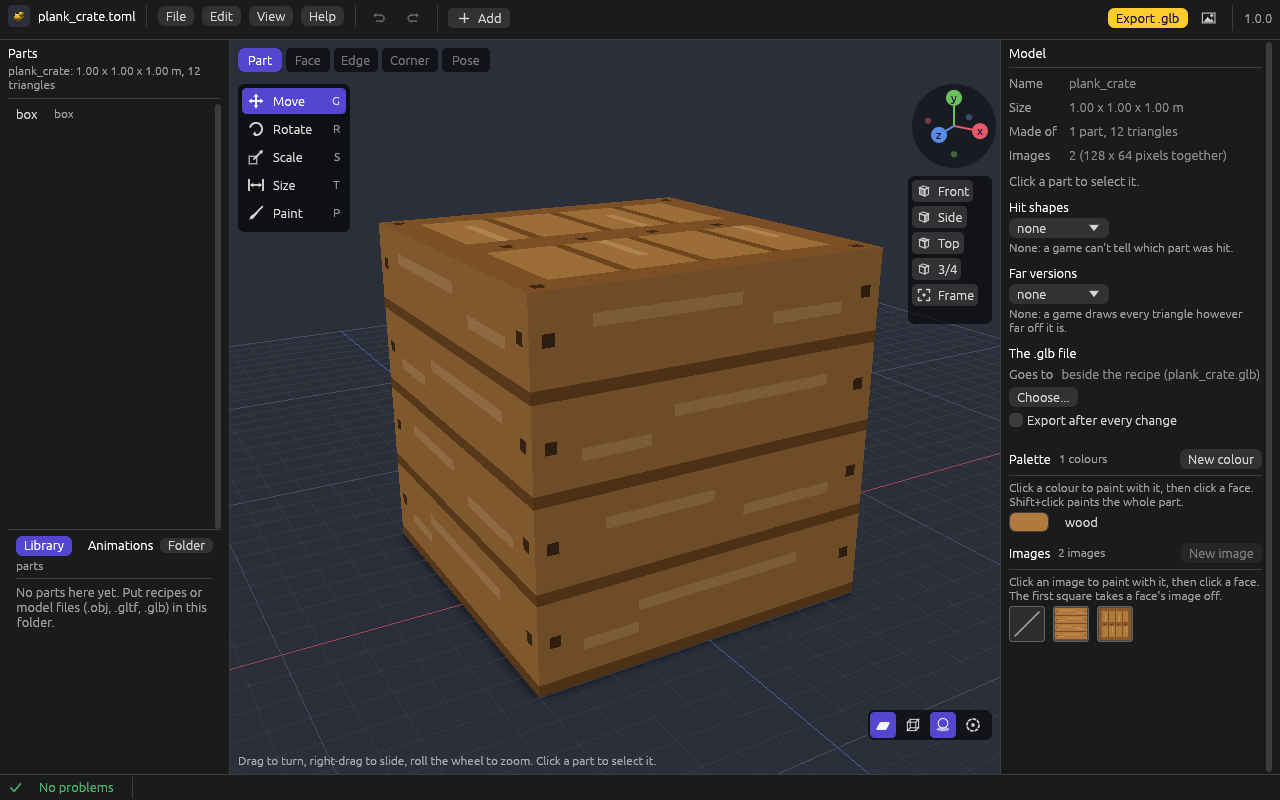 plank_crate.toml
File
Edit
View
Help
Add
Export .glb
1.0.0
Parts
plank_crate: 1.00 x 1.00 x 1.00 m, 12
triangles
box box
Library
Animations
Folder
parts
No parts here yet. Put recipes or
model files (.obj, .gltf, .glb) in this
folder.
Part
Face
Edge
Corner
Pose
Move G
Rotate R
Scale S
Size T
Paint P
y
x
z
Front
Side
Top
3/4
Frame
Drag to turn, right-drag to slide, roll the wheel to zoom. Click a part to select it.
Model
Name plank_crate
Size 1.00 x 1.00 x 1.00 m
Made of 1 part, 12 triangles
Images 2 (128 x 64 pixels together)
Click a part to select it.
Hit shapes
none
None: a game can't tell which part was hit.
Far versions
none
None: a game draws every triangle however
far off it is.
The .glb file
Goes to beside the recipe (plank_crate.glb)
Choose...
Export after every change
Palette 1 colours New colour
Click a colour to paint with it, then click a face.
Shift+click paints the whole part.
wood
Images 2 images New image
Click an image to paint with it, then click a face.
The first square takes a face's image off.
No problems